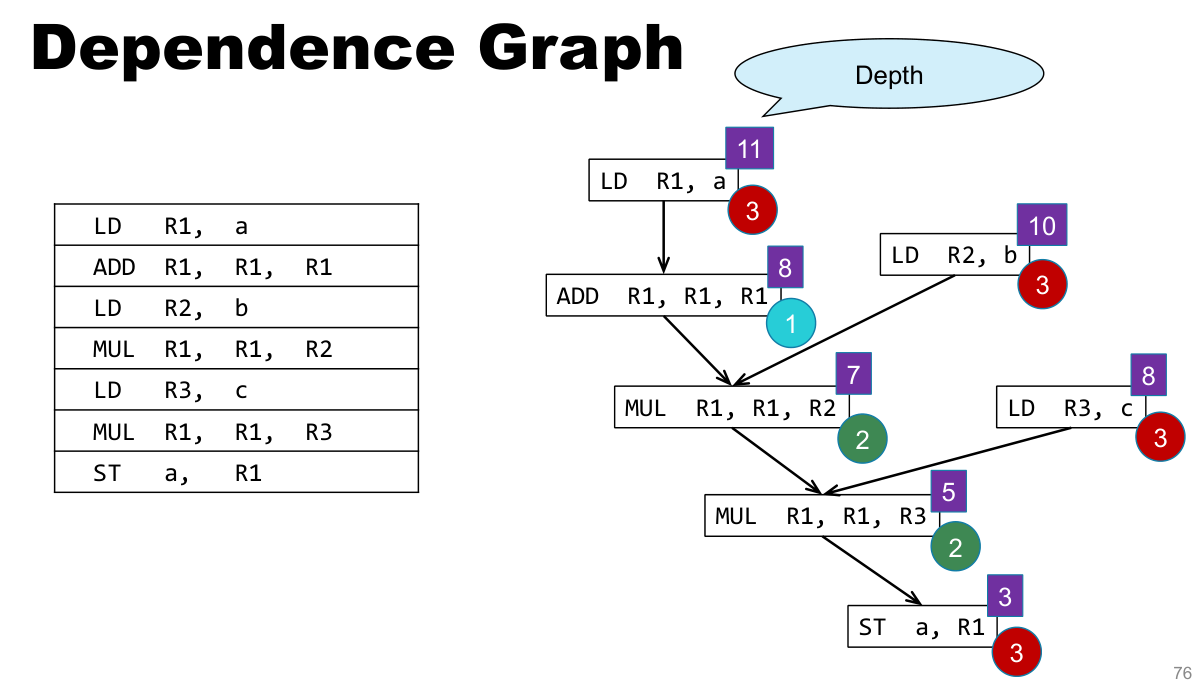 Dependence Graph
Depth
LD R1, a
ADD R1, R1, R1
LD R2, b
MUL R1, R1, R2
LD R3, c
MUL R1, R1, R3
ST a, R1
11
LD R1, a
3
10
LD R2, b
3
8
ADD R1, R1, R1
1
7
MUL R1, R1, R2
2
8
LD R3, c
3
5
MUL R1, R1, R3
2
3
ST a, R1
3
76